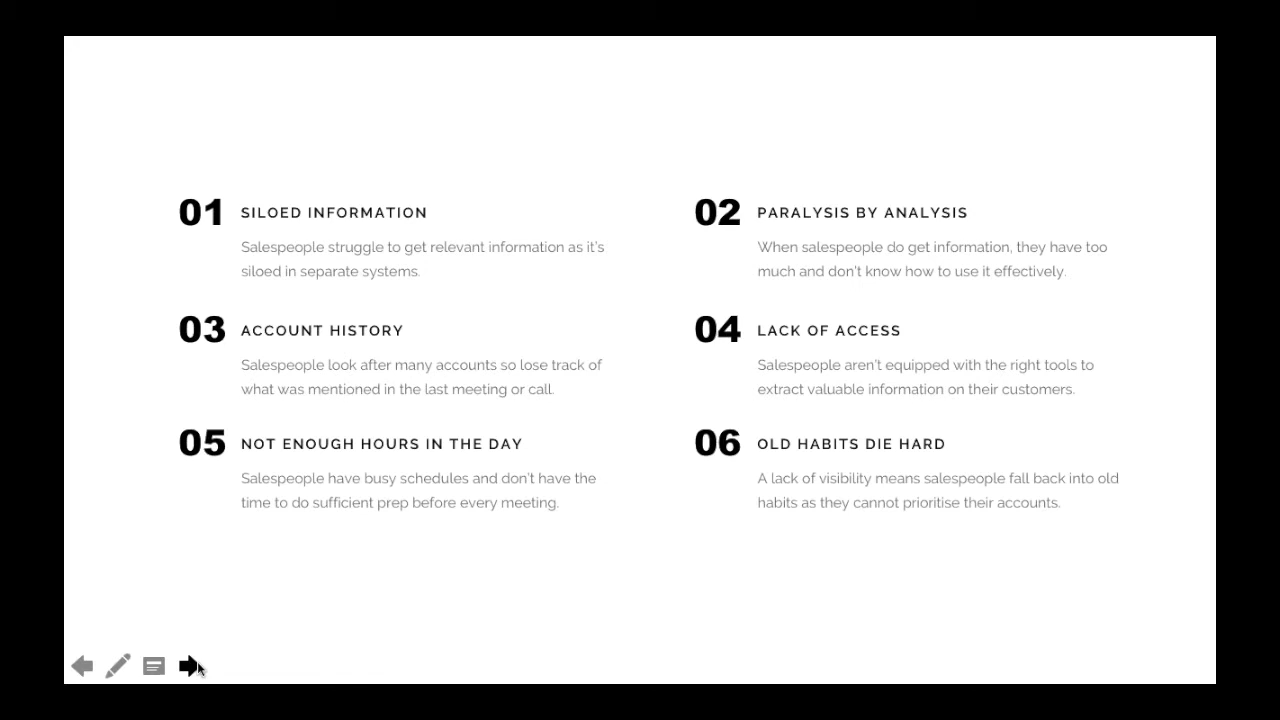 01 SILOED INFORMATION
Salespeople struggle to get relevant information as it's
siloed in separate systems.
02 PARALYSIS BY ANALYSIS
When salespeople do get information, they have too
much and don't know how to use it effectively.
03 ACCOUNT HISTORY
Salespeople look after many accounts so lose track of
what was mentioned in the last meeting or call.
04 LACK OF ACCESS
Salespeople aren't equipped with the right tools to
extract valuable information on their customers.
05 NOT ENOUGH HOURS IN THE DAY
Salespeople have busy schedules and don't have the
time to do sufficient prep before every meeting.
06 OLD HABITS DIE HARD
A lack of visibility means salespeople fall back into old
habits as they cannot prioritise their accounts.